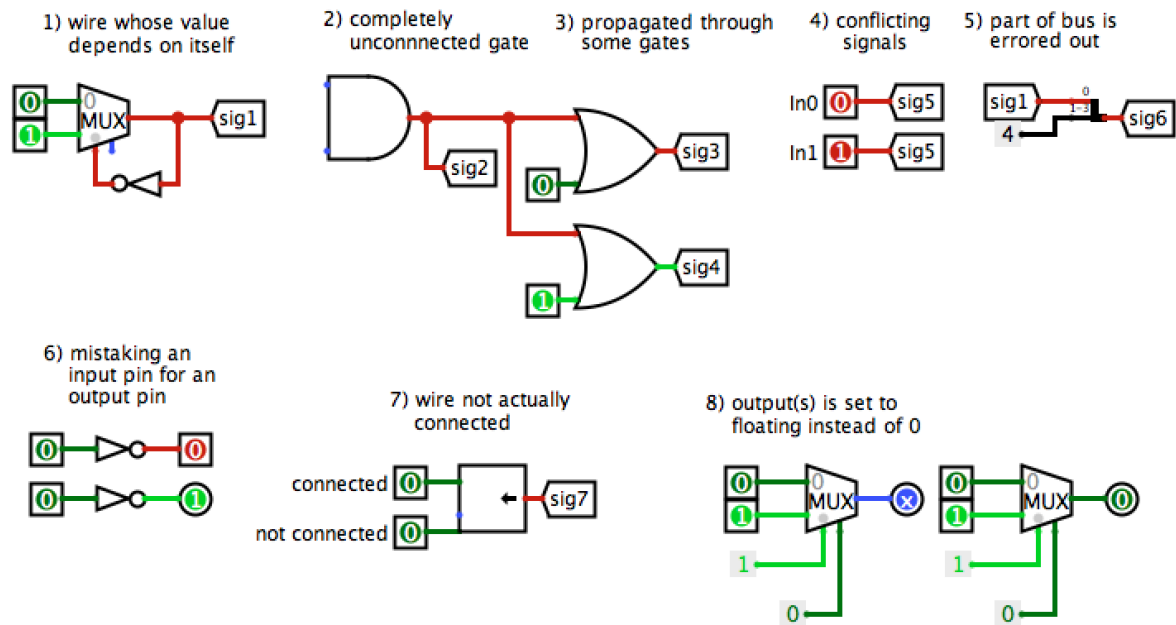 1) wire whose value
depends on itself
0
1
0
MUX
sig1
2) completely
unconnnected gate
sig2
3) propagated through
some gates
sig3
0
sig4
1
4) conflicting
signals
In0
0
sig5
In1
1
sig5
5) part of bus is
errored out
sig1
0
1-3
4
sig6
6) mistaking an
input pin for an
output pin
0
0
0
1
7) wire not actually
connected
connected
0
not connected
0
sig7
8) output(s) is set to
floating instead of 0
0
1
0
MUX
x
1
0
0
1
0
MUX
0
1
0